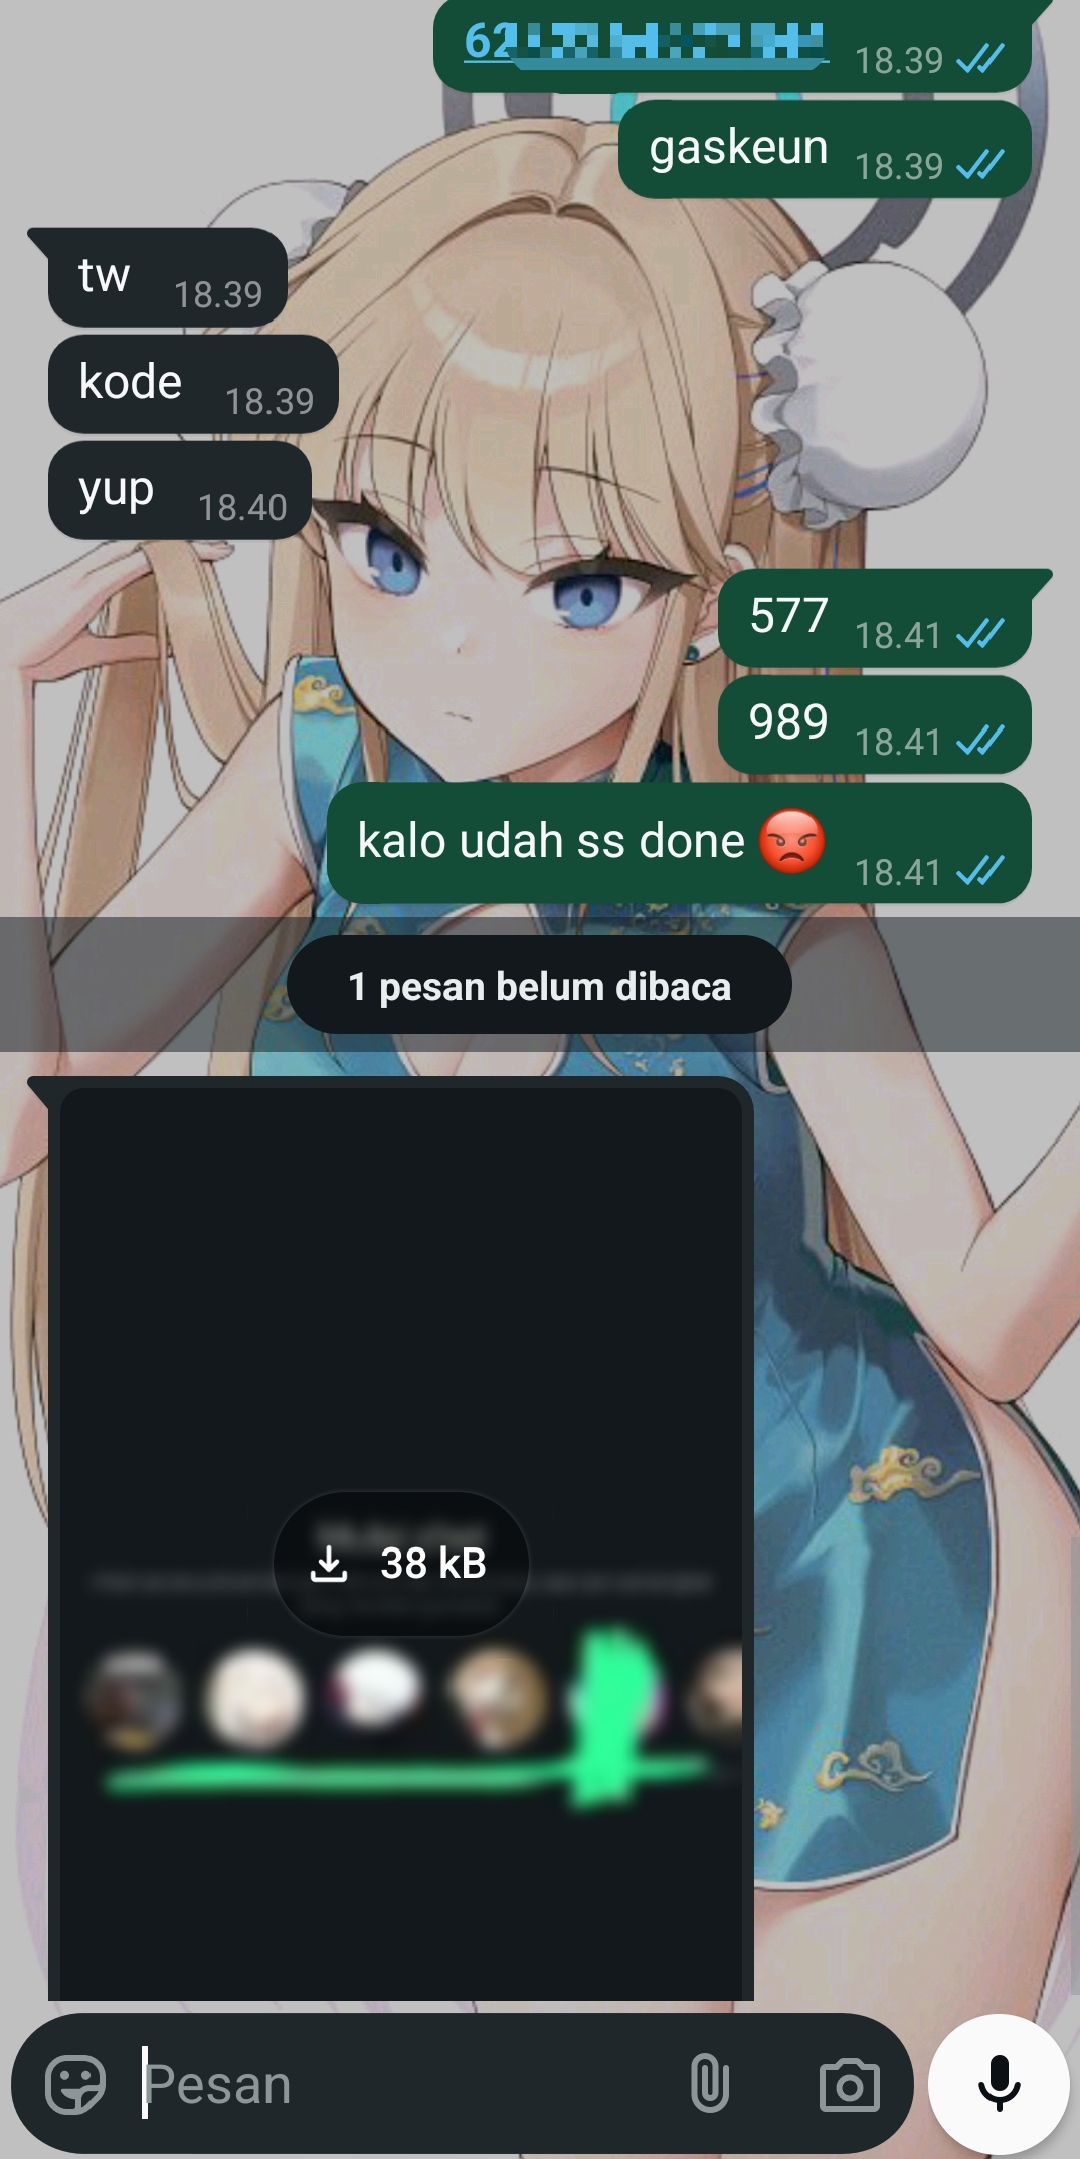 62
18.39
gaskeun 18.39
tw 18.39
kode 18.39
yup 18.40
577 18.41
989 18.41
kalo udah ss done 😡 18.41
1 pesan belum dibaca
38 kB
Pesan